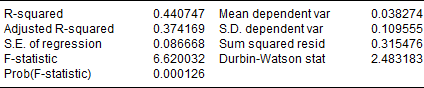 R-squared 0.440747 Mean dependent var 0.038274
Adjusted R-squared 0.374169 S.D. dependent var 0.109555
S.E. of regression 0.086668 Sum squared resid 0.315476
F-statistic 6.620032 Durbin-Watson stat 2.483183
Prob(F-statistic) 0.000126